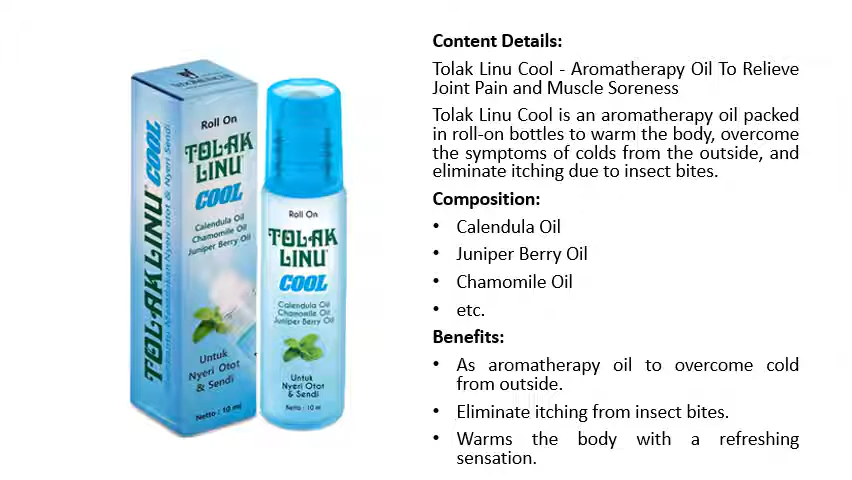 Roll On
TOLAK
LINU
COOL
Calendula Oil
Chamomile Oil
Juniper Berry Oil
Untuk
Nyeri Otot
& Sendi
Netto : 10 ml
TOLAK LINU COOL
Nyeri Otot & Nyeri Sendi
Roll On
TOLAK
LINU
COOL
Calendula Oil
Chamomile Oil
Juniper Berry Oil
Untuk
Nyeri Otot
& Sendi
Netto : 10 ml
Content Details:
Tolak Linu Cool - Aromatherapy Oil To Relieve
Joint Pain and Muscle Soreness
Tolak Linu Cool is an aromatherapy oil packed
in roll-on bottles to warm the body, overcome
the symptoms of colds from the outside, and
eliminate itching due to insect bites.
Composition:
• Calendula Oil
• Juniper Berry Oil
• Chamomile Oil
• etc.
Benefits:
• As aromatherapy oil to overcome cold
from outside.
• Eliminate itching from insect bites.
• Warms the body with a refreshing
sensation.